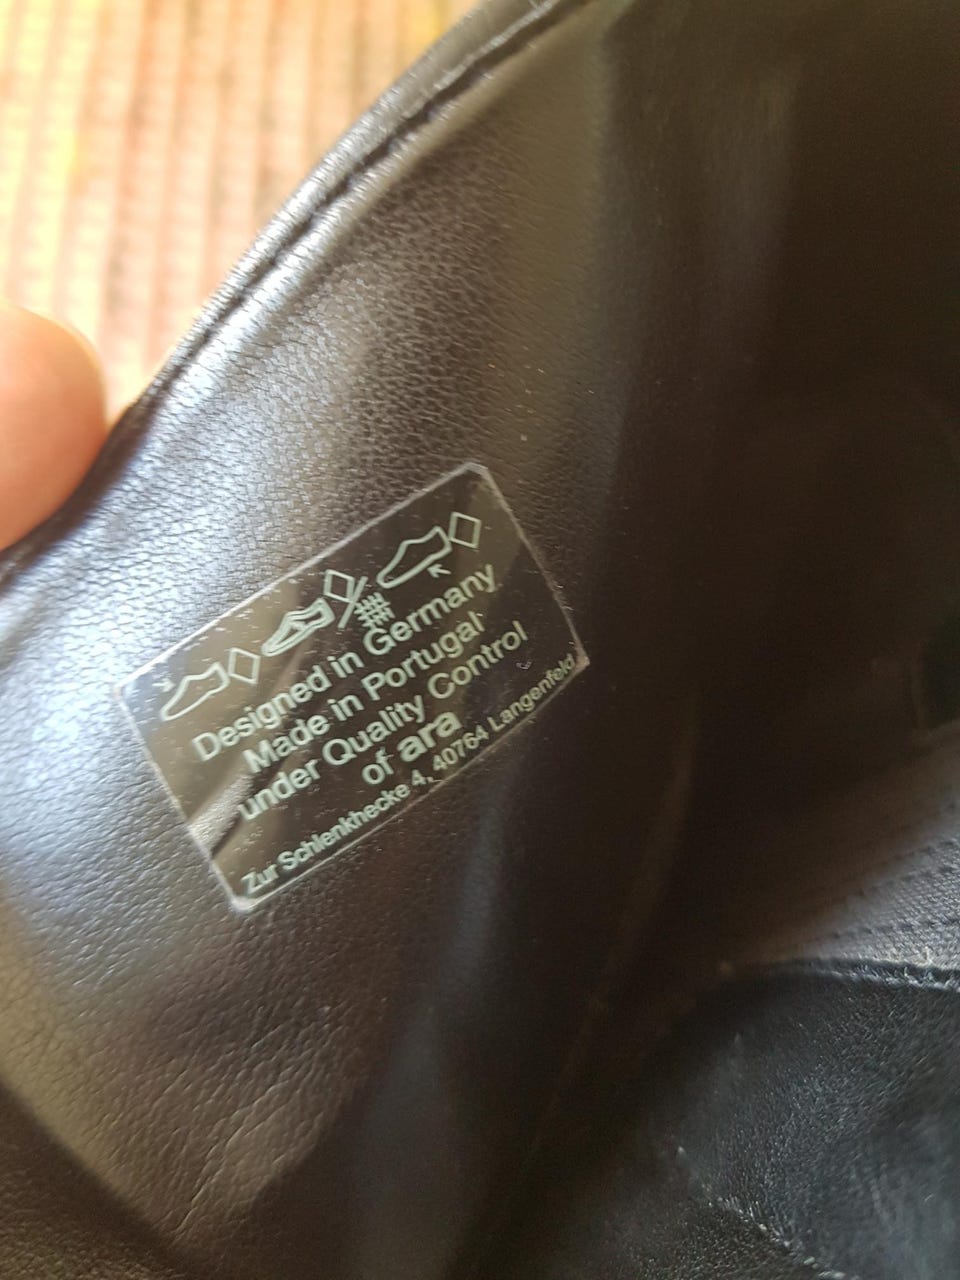 Designed in Germany
Made in Portugal
under Quality Control
of ara
Zur Schlenkhecke 4, 40764 Langenfeld